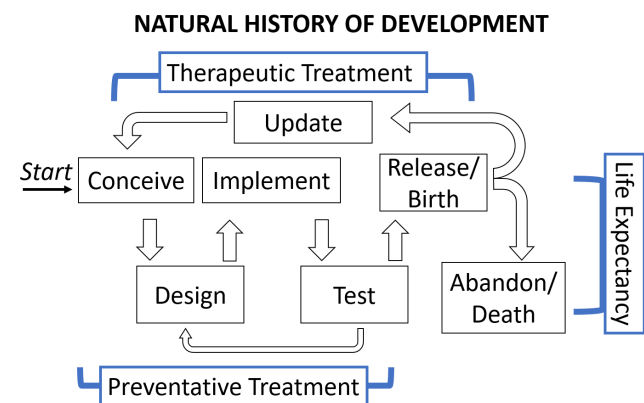 NATURAL HISTORY OF DEVELOPMENT
Therapeutic Treatment
Update
Start
Conceive
Implement
Release/
Birth
Life Expectancy
Design
Test
Abandon/
Death
Preventative Treatment